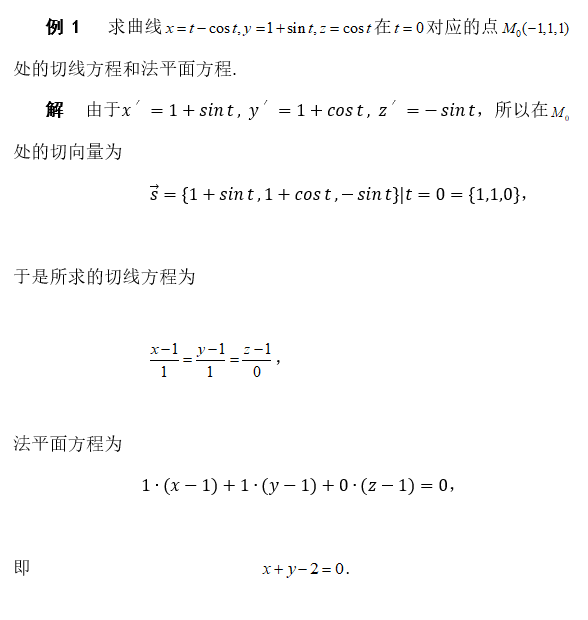 例 1 求曲线 x = t − cos t, y = 1 + sin t, z = cos t 在 t = 0 对应的点 M₀(−1,1,1)
处的切线方程和法平面方程.
解 由于x′ = 1 + sin t, y′ = 1 + cos t, z′ = − sin t，所以在 M₀
处的切向量为
s⃗ = {1 + sin t ,1 + cos t ,− sin t}|t = 0 = {1,1,0}，
于是所求的切线方程为
(x−1)/1 = (y−1)/1 = (z−1)/0 ，
法平面方程为
1·(x − 1) + 1·(y − 1) + 0·(z − 1) = 0，
即 x + y − 2 = 0 .